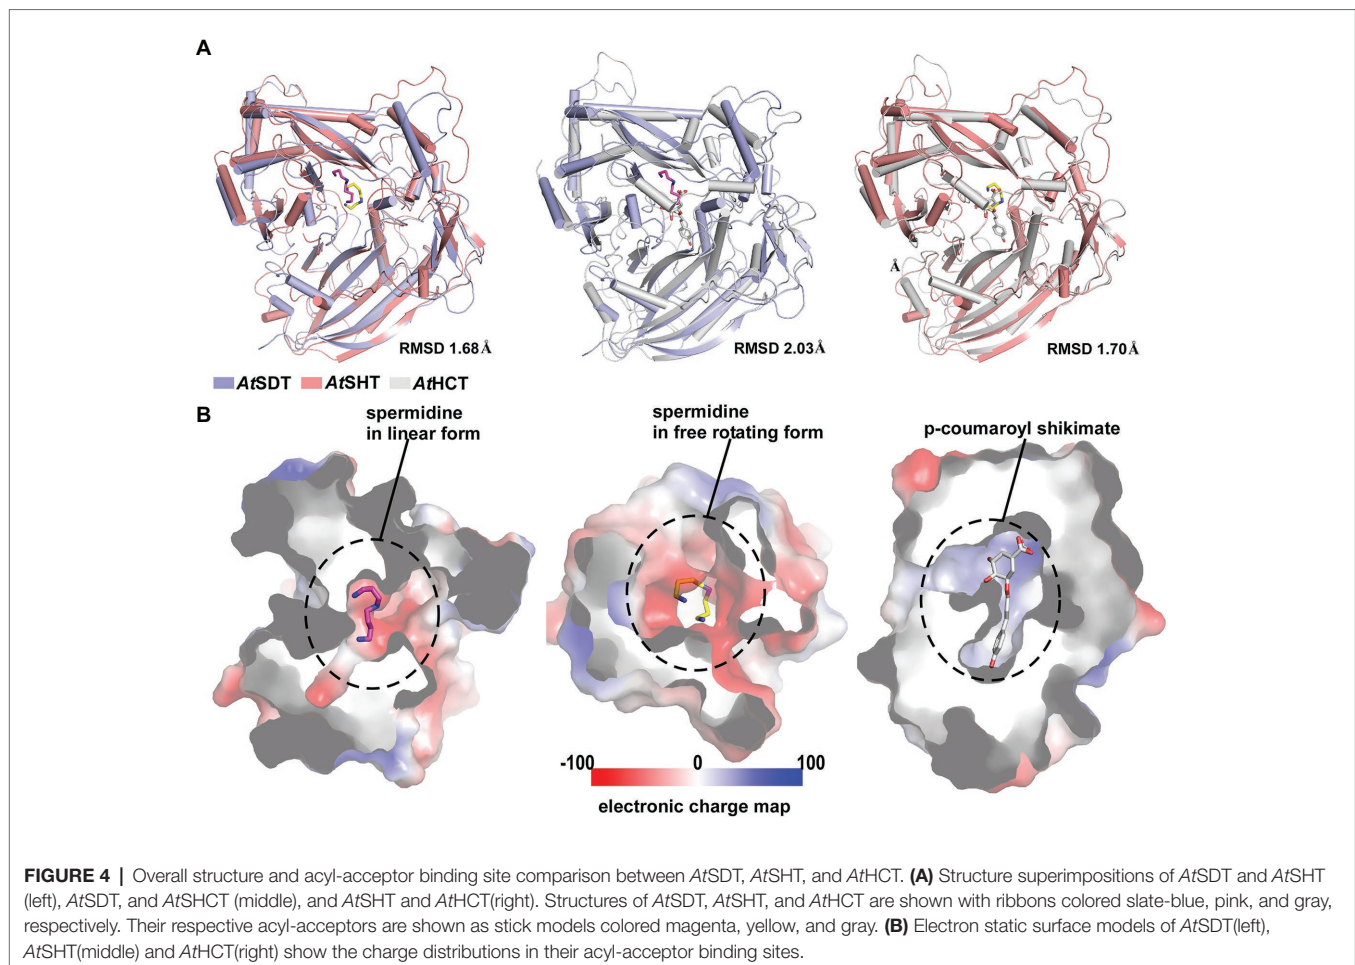 A
RMSD 1.68Å
RMSD 2.03Å
Å
RMSD 1.70Å
AtSDT AtSHT AtHCT
B
spermidine
in linear form
spermidine
in free rotating form
p-coumaroyl shikimate
-100 0 100
electronic charge map
FIGURE 4 | Overall structure and acyl-acceptor binding site comparison between AtSDT, AtSHT, and AtHCT. (A) Structure superimpositions of AtSDT and AtSHT
(left), AtSDT, and AtSHCT (middle), and AtSHT and AtHCT(right). Structures of AtSDT, AtSHT, and AtHCT are shown with ribbons colored slate-blue, pink, and gray,
respectively. Their respective acyl-acceptors are shown as stick models colored magenta, yellow, and gray. (B) Electron static surface models of AtSDT(left),
AtSHT(middle) and AtHCT(right) show the charge distributions in their acyl-acceptor binding sites.